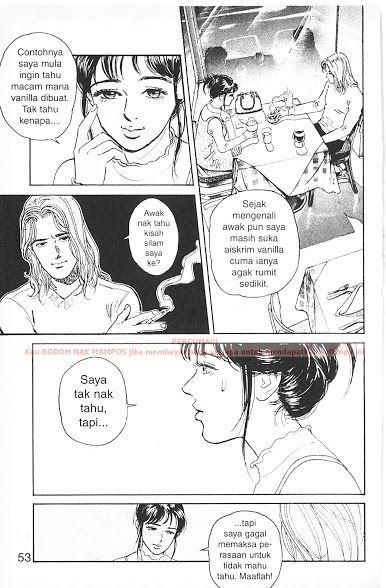 Contohnya
saya mula
ingin tahu
macam mana
vanilla dibuat.
Tak tahu
kenapa....
Sejak
mengenali
awak pun saya
masih suka
aiskrim vanilla
cuma ianya
agak rumit
sedikit.
Awak
nak tahu
kisah
silam
saya
ke?
PERCUMA!!!
Kau BODOH NAK MAMPOS jika membayar
untuk mendapatkan
ini
Saya
tak nak
tahu,
tapi...
...tapi
saya gagal
memaksa pe-
rasaan untuk
tidak mahu
tahu. Maaflah!
53